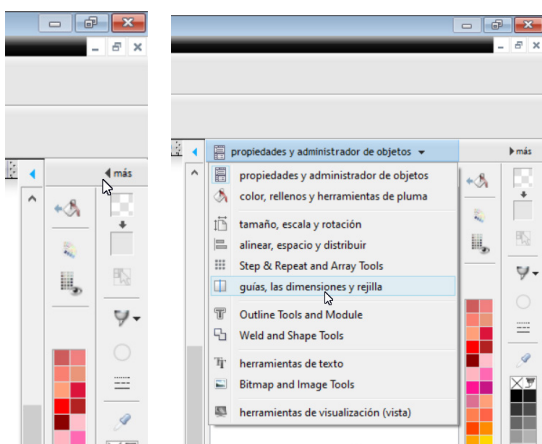 más
propiedades y administrador de objetos
más
propiedades y administrador de objetos
color, rellenos y herramientas de pluma
tamaño, escala y rotación
alinear, espacio y distribuir
Step & Repeat and Array Tools
guías, las dimensiones y rejilla
Outline Tools and Module
Weld and Shape Tools
herramientas de texto
Bitmap and Image Tools
herramientas de visualización (vista)